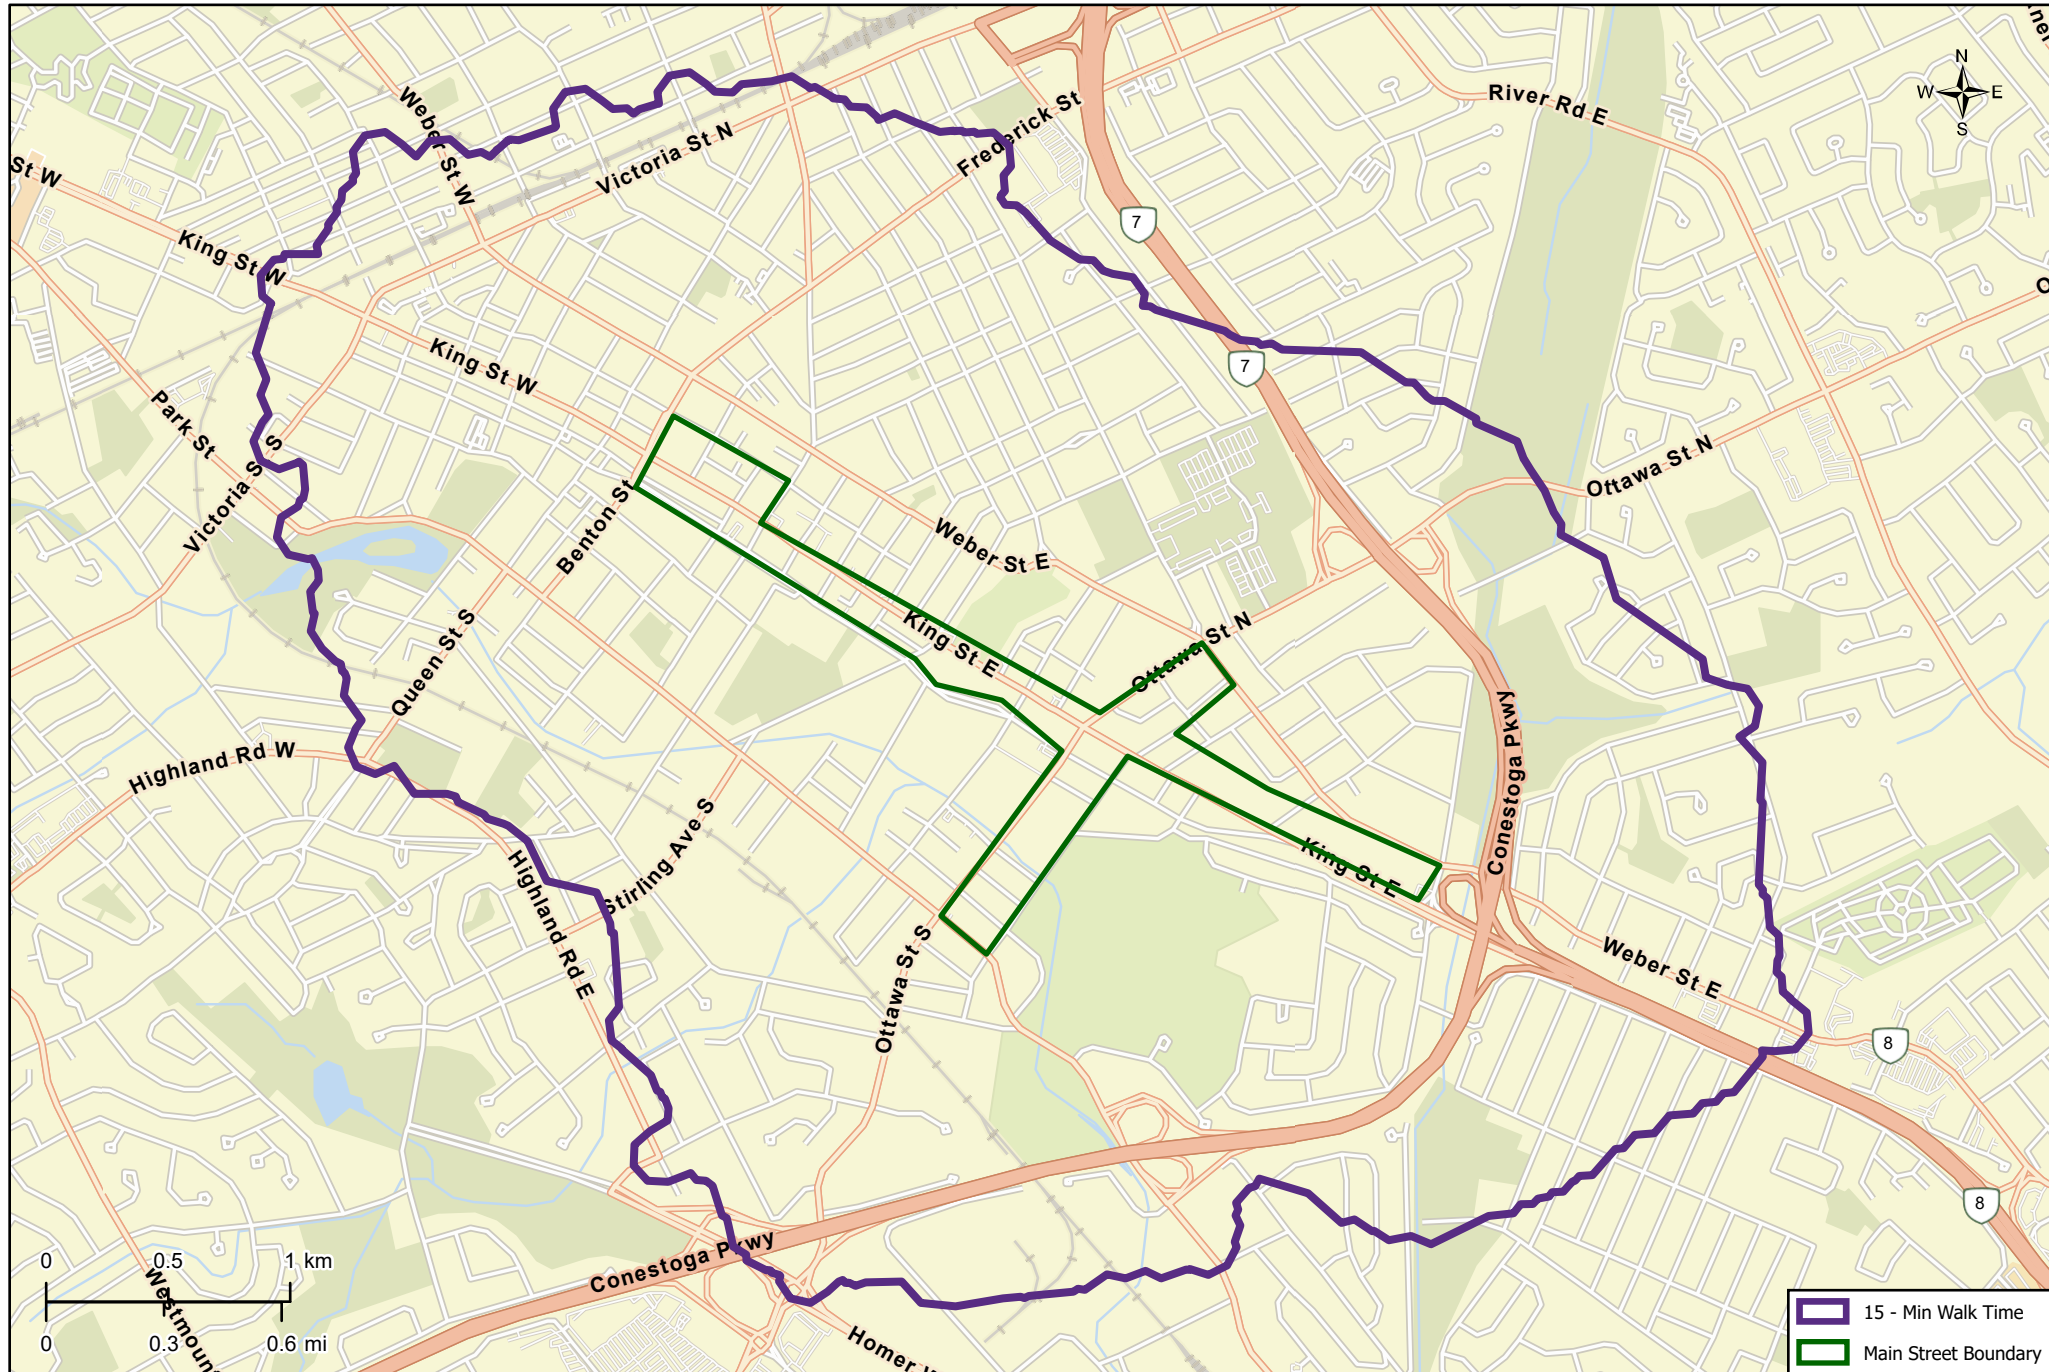 N
W E
S
River Rd E
Weber St W
Frederick St
Victoria St N
St W
7
King St W
7
King St W
Park St
Victoria S
S
Ottawa St N
Benton St
Weber St E
Queen St S
King St E
Ottawa St N
Highland Rd W
Conestoga Pkwy
Stirling Ave S
King St E
Highland Rd E
Ottawa St S
Weber St E
8
8
Conestoga Pkwy
0 0.5 1 km
0 0.3 0.6 mi
Homer W
15 - Min Walk Time
Main Street Boundary